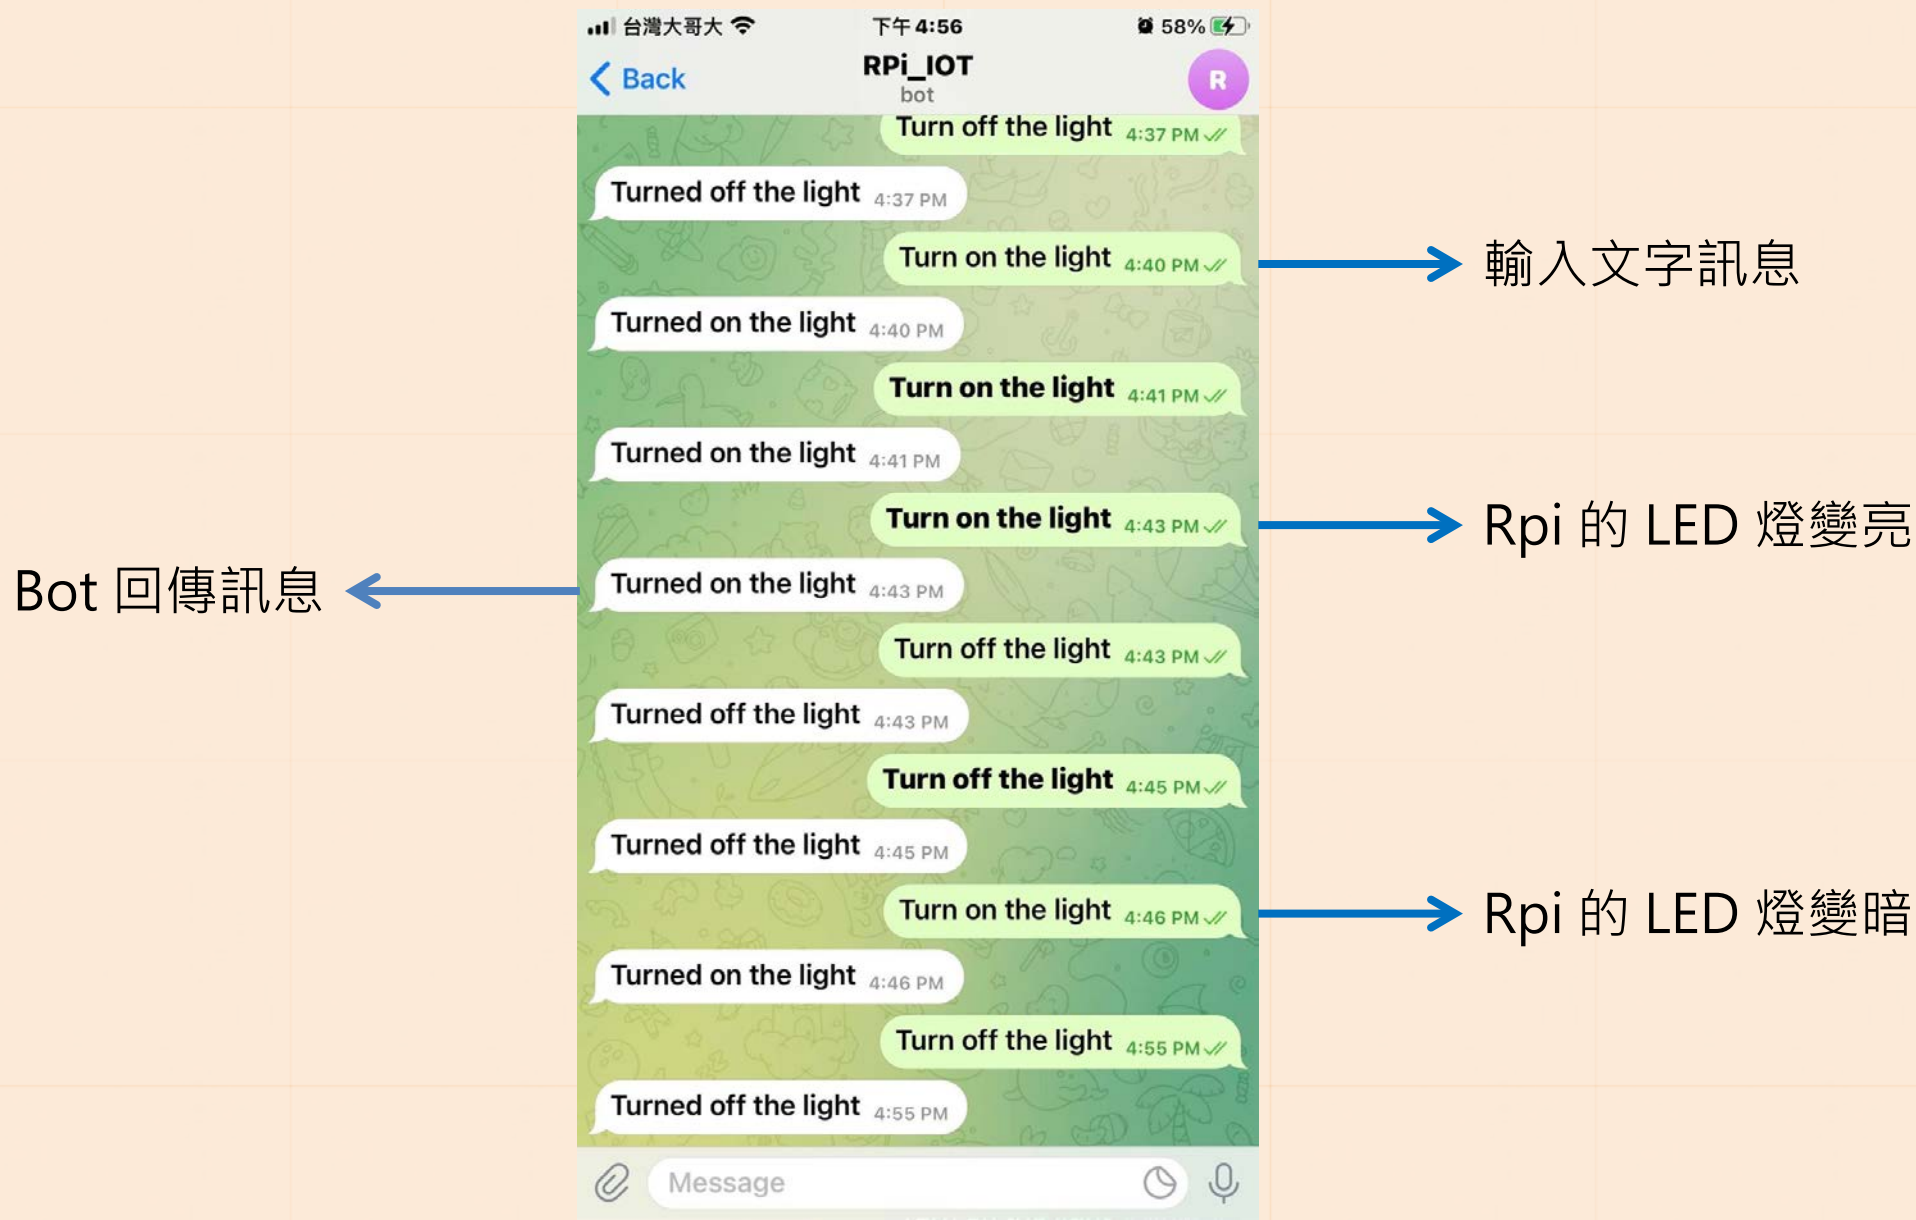 台灣大哥大
下午 4:56
58%
Back
RPi_IOT
bot
R
Turn off the light 4:37 PM
Turned off the light 4:37 PM
Turn on the light 4:40 PM
輸入文字訊息
Turned on the light 4:40 PM
Turn on the light 4:41 PM
Turned on the light 4:41 PM
Turn on the light 4:43 PM
Rpi 的 LED 燈變亮
Turned on the light 4:43 PM
Bot 回傳訊息
Turn off the light 4:43 PM
Turned off the light 4:43 PM
Turn off the light 4:45 PM
Turned off the light 4:45 PM
Turn on the light 4:46 PM
Rpi 的 LED 燈變暗
Turned on the light 4:46 PM
Turn off the light 4:55 PM
Turned off the light 4:55 PM
Message